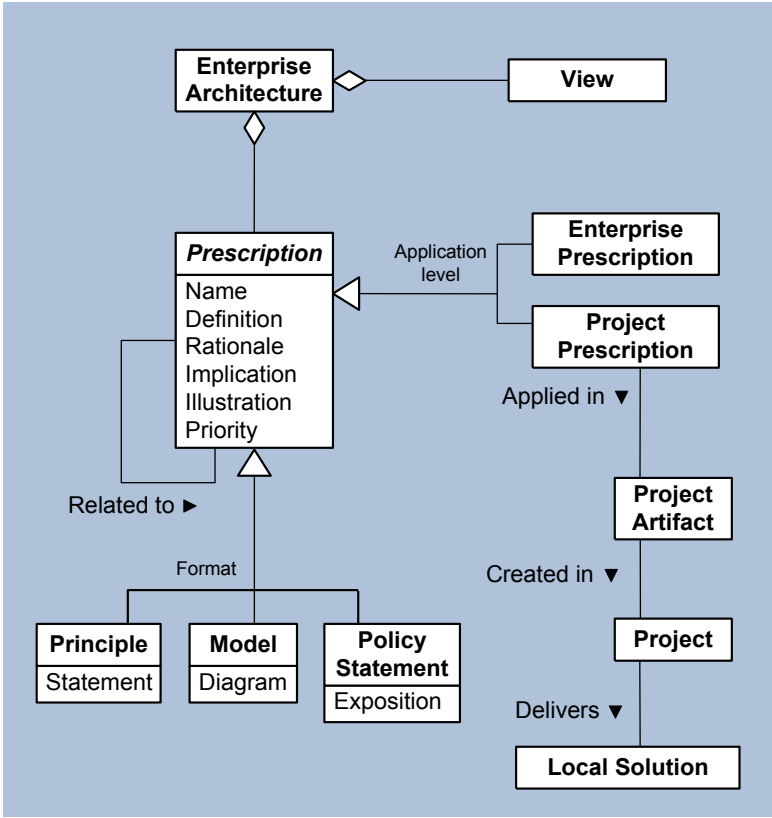 Enterprise
Architecture
View
Prescription
Name
Definition
Rationale
Implication
Illustration
Priority
Application
level
Enterprise
Prescription
Project
Prescription
Applied in ▼
Related to ►
Project
Artifact
Format
Created in ▼
Principle
Statement
Model
Diagram
Policy
Statement
Exposition
Project
Delivers ▼
Local Solution